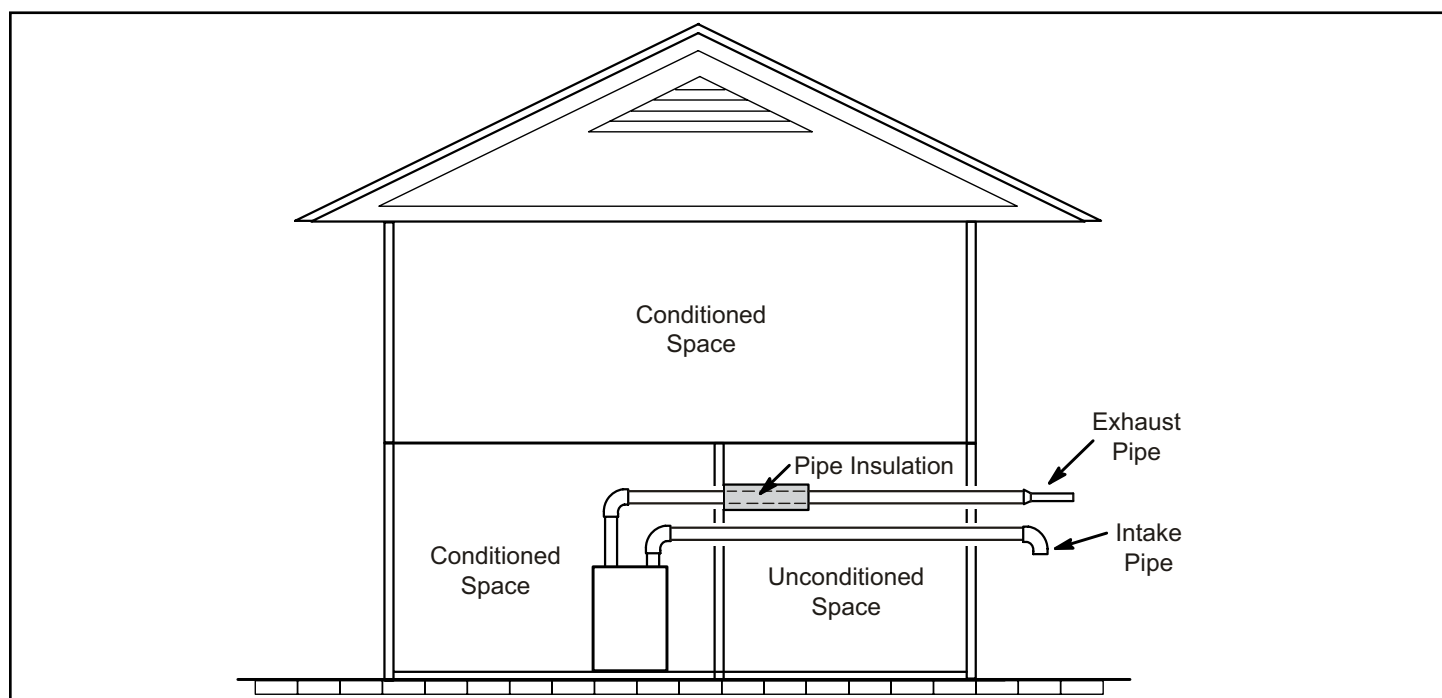 Conditioned
Space
Exhaust
Pipe
Pipe Insulation
Intake
Pipe
Conditioned
Space
Unconditioned
Space